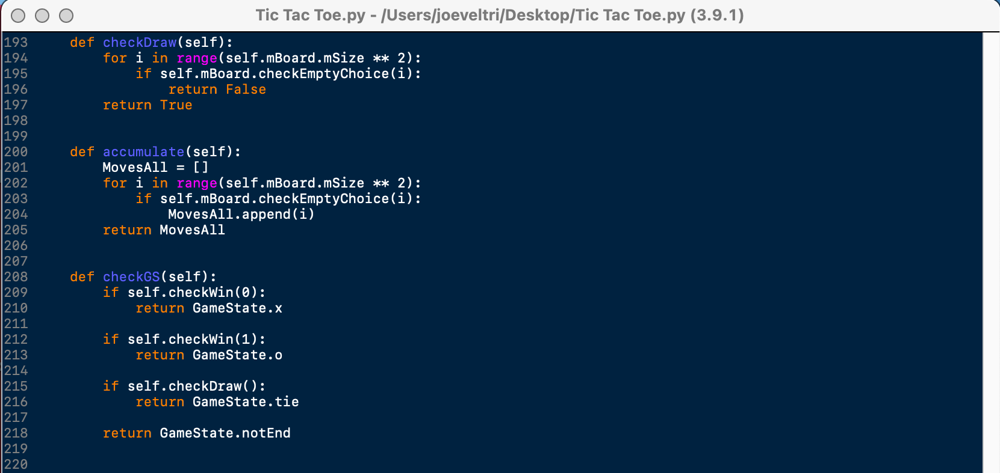 Tic Tac Toe.py - /Users/joeveltri/Desktop/Tic Tac Toe.py (3.9.1)
193     def checkDraw(self):
194         for i in range(self.mBoard.mSize ** 2):
195             if self.mBoard.checkEmptyChoice(i):
196                 return False
197         return True
198
199
200     def accumulate(self):
201         MovesAll = []
202         for i in range(self.mBoard.mSize ** 2):
203             if self.mBoard.checkEmptyChoice(i):
204                 MovesAll.append(i)
205         return MovesAll
206
207
208     def checkGS(self):
209         if self.checkWin(0):
210             return GameState.x
211
212         if self.checkWin(1):
213             return GameState.o
214
215         if self.checkDraw():
216             return GameState.tie
217
218         return GameState.notEnd
219
220